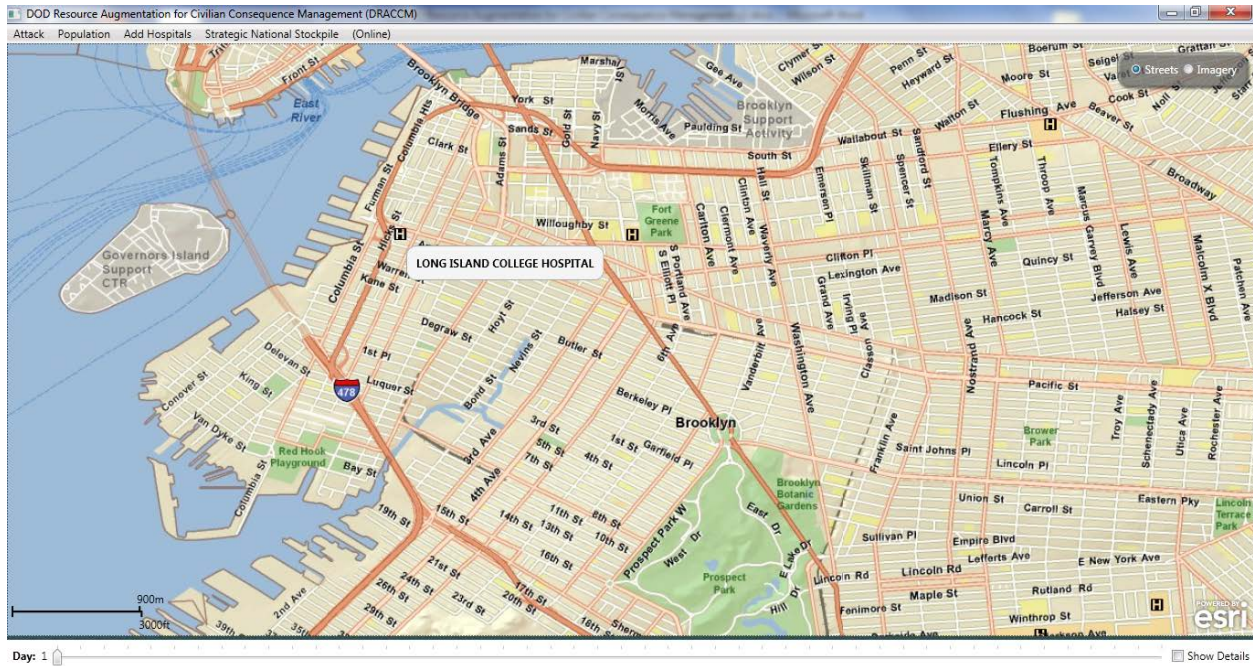 DOD Resource Augmentation for Civilian Consequence Management (DRACCM)
Attack Population Add Hospitals Strategic National Stockpile (Online)
Streets Imagery
Front St
East
River
Brooklyn Bridge
Columbia Hts
Furman St
Clark St
Adams St
York St
Sands St
Gold St
Navy St
Marshal
St
Gee Ave
Morris Ave
Paulding St
Brooklyn
Support
Activity
South St
Clymer St
Wilson St
Penn St
Heyward St
Wallabout St
Walton St
Moore St
Boerum St
Seigel St
Grattan St
Cook St
Flushing Ave
Beaver St
Ellery St
H
Broadway
Hall St
Clinton Ave
Waverly Ave
Emerson Pl
Skillman St
Spencer St
Sandford St
Tompkins Ave
Throop Ave
Marcus Garvey Blvd
Marcy Ave
Lewis Ave
Malcolm X Blvd
Patchen Ave
Willoughby St
H
Fort
Greene
Park
Carlton Ave
Clermont Ave
S Portland Ave
S Elliott Pl
Clifton Pl
Lexington Ave
Quincy St
Grand Ave
Irving Pl
Classon Ave
Madison St
Jefferson Ave
Hancock St
Halsey St
Governors Island
Support
CTR
Hicks St
H
LONG ISLAND COLLEGE HOSPITAL
Columbia St
Warren
Kane St
Degraw St
Hoyt St
Nevins St
Butler St
Bond St
1st Pl
Luquer St
Delevan St
King St
Conover St
Van Dyke St
478
6th Ave
Vanderbilt Ave
Washington Ave
Nostrand Ave
Pacific St
Berkeley Pl
Brooklyn
3rd St
5th St
7th St
1st St
4th St
Garfield Pl
Red Hook
Playground
Bay St
Columbia St
3rd Ave
4th Ave
Brower
Park
Troy Ave
Schenectady Ave
Utica Ave
Rochester Ave
Franklin Ave
Saint Johns Pl
Lincoln Pl
Brooklyn
Botanic
Gardens
Union St
Carroll St
Eastern Pky
Lincoln
Terrace
Park
19th St
15th St
14th St
11th St
13th St
8th St
10th St
16th St
Prospect Park W
West Dr
East Dr
E Lake Dr
Hill Dr
Prospect
Park
Sullivan Pl
Empire Blvd
Lefferts Ave
E New York Ave
Lincoln Rd
Lincoln Rd
Maple St
Rutland Rd
Fenimore St
Winthrop St
H
H
21st St
24th St
26th St
23rd St
29th St
17th St
20th St
16th St
2nd Ave
39th St
35th
900m
3000ft
POWERED BY
esri
Day: 1
Show Details